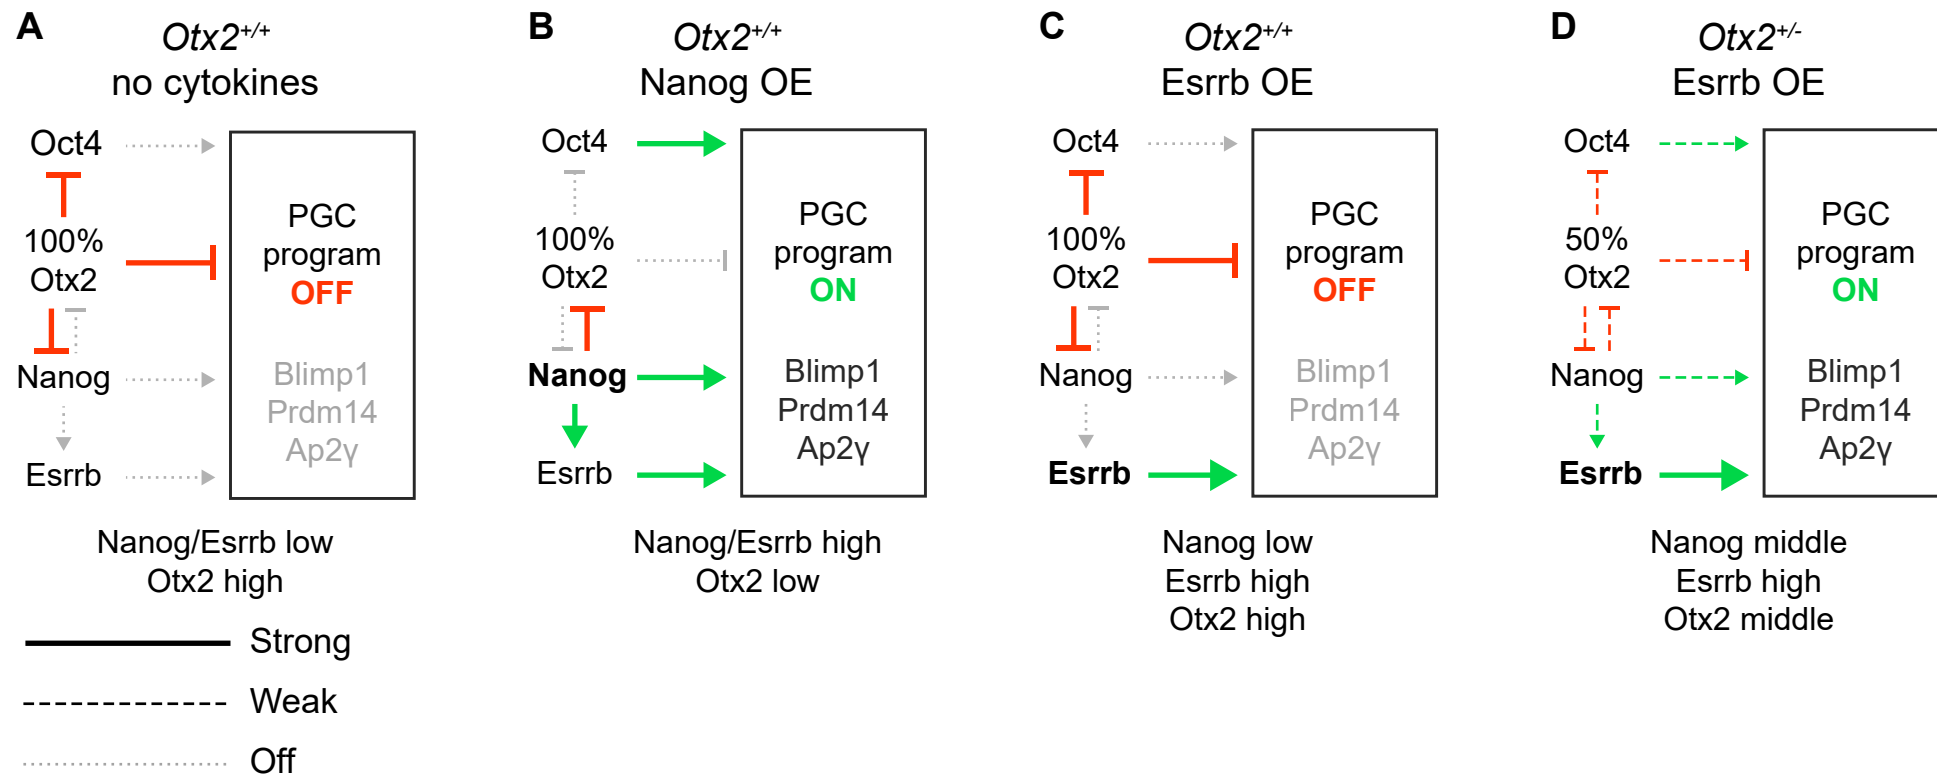 A
Otx2+/+
no cytokines
Oct4
100%
Otx2
Nanog
Esrrb
PGC
program
OFF
Blimp1
Prdm14
Ap2γ
Nanog/Esrrb low
Otx2 high
B
Otx2+/+
Nanog OE
Oct4
100%
Otx2
Nanog
Esrrb
PGC
program
ON
Blimp1
Prdm14
Ap2γ
Nanog/Esrrb high
Otx2 low
C
Otx2+/+
Esrrb OE
Oct4
100%
Otx2
Nanog
Esrrb
PGC
program
OFF
Blimp1
Prdm14
Ap2γ
Nanog low
Esrrb high
Otx2 high
D
Otx2+/-
Esrrb OE
Oct4
50%
Otx2
Nanog
Esrrb
PGC
program
ON
Blimp1
Prdm14
Ap2γ
Nanog middle
Esrrb high
Otx2 middle
Strong
Weak
Off